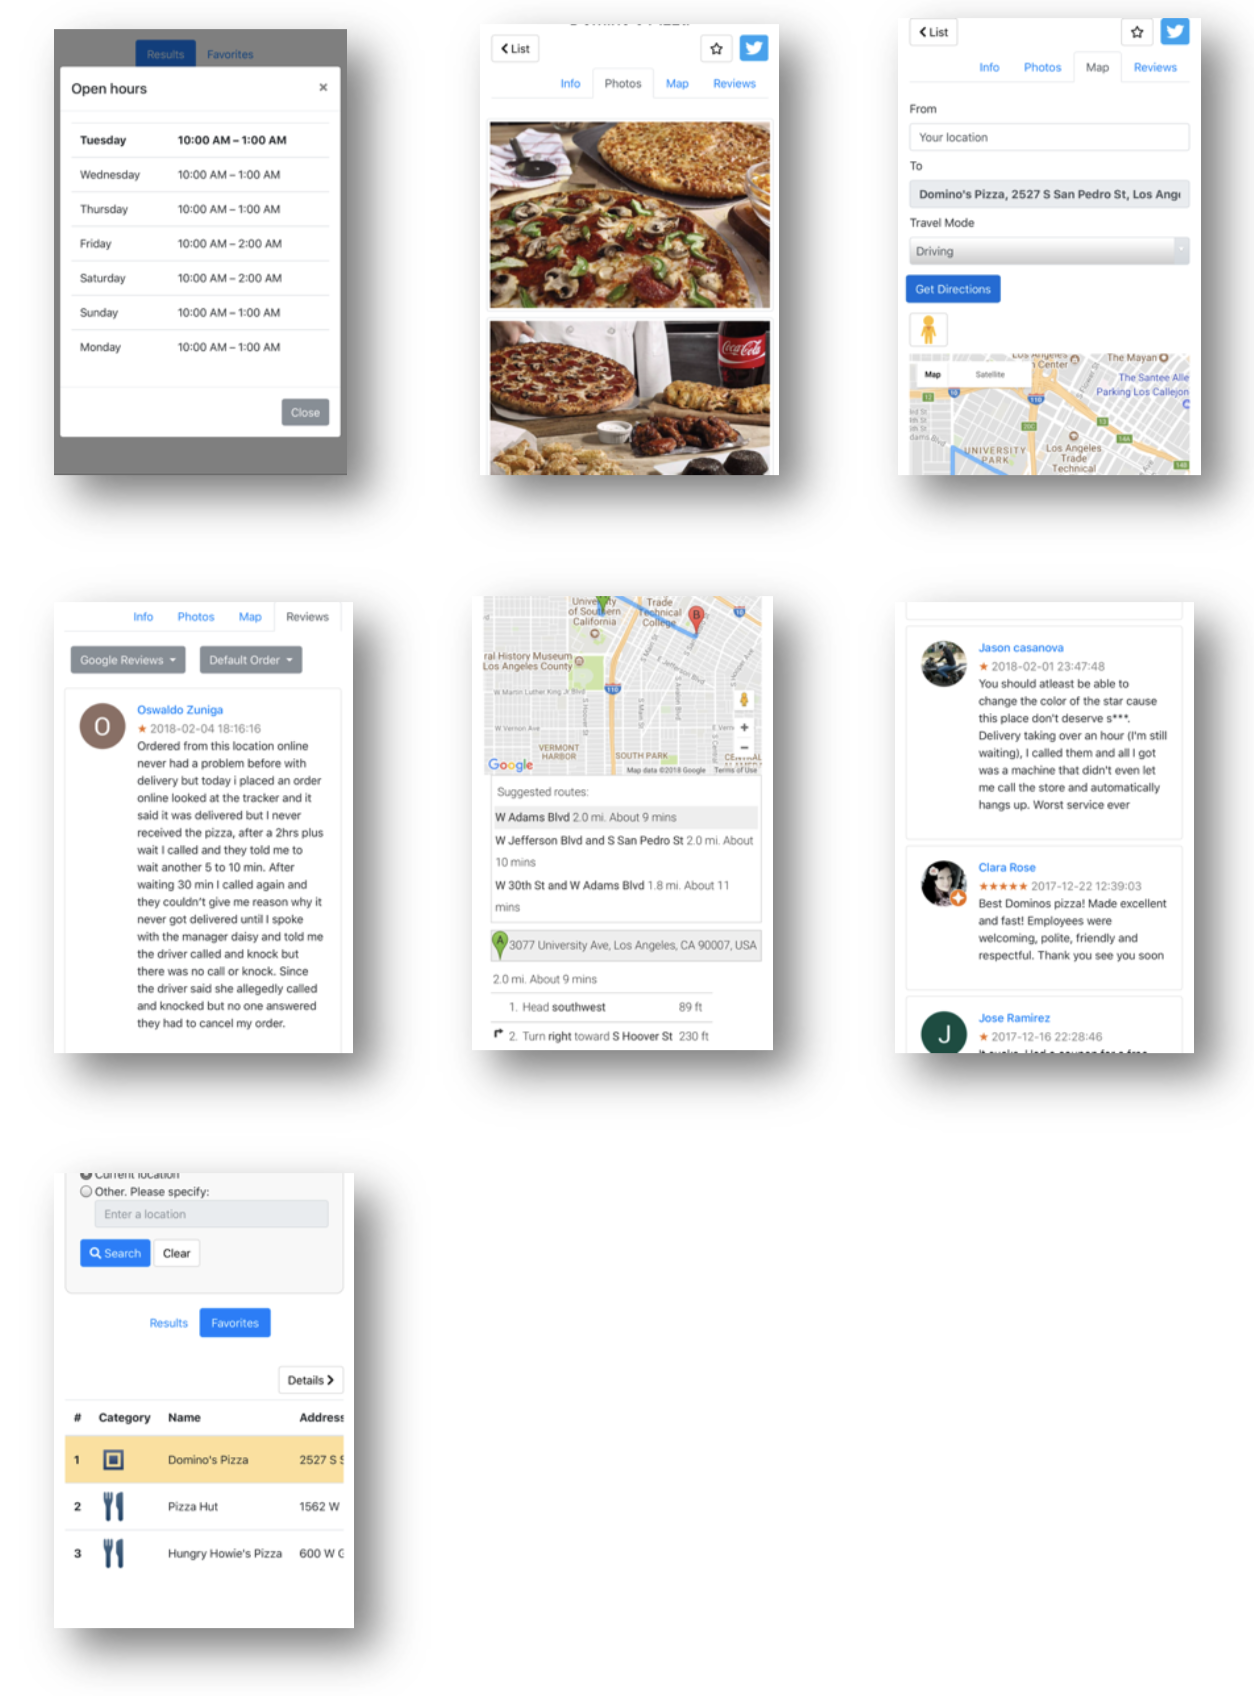 Results Favorites
Open hours ×
Tuesday 10:00 AM – 1:00 AM
Wednesday 10:00 AM – 1:00 AM
Thursday 10:00 AM – 1:00 AM
Friday 10:00 AM – 2:00 AM
Saturday 10:00 AM – 2:00 AM
Sunday 10:00 AM – 1:00 AM
Monday 10:00 AM – 1:00 AM
Close
List
Info Photos Map Reviews
Coca-Cola
List
Info Photos Map Reviews
From
Your location
To
Domino's Pizza, 2527 S San Pedro St, Los Ang
Travel Mode
Driving
Get Directions
Map Satellite
Center
The Mayan
The Santee Alle
Parking Los Callejon
UNIVERSITY
PARK
Los Angeles
Trade
Technical
Info Photos Map Reviews
Google Reviews Default Order
O
Oswaldo Zuniga
★ 2018-02-04 18:16:16
Ordered from this location online
never had a problem before with
delivery but today i placed an order
online looked at the tracker and it
said it was delivered but I never
received the pizza, after a 2hrs plus
wait I called and they told me to
wait another 5 to 10 min. After
waiting 30 min I called again and
they couldn't give me reason why it
never got delivered until I spoke
with the manager daisy and told me
the driver called and knock but
there was no call or knock. Since
the driver said she allegedly called
and knocked but no one answered
they had to cancel my order.
University
of Southern
California
Trade
Technical
College
B
ral History Museum
Los Angeles County
W Martin Luther King Jr Blvd
W Vernon Ave
VERMONT
HARBOR
SOUTH PARK
Google
Map data ©2018 Google Terms of Use
Suggested routes:
W Adams Blvd 2.0 mi. About 9 mins
W Jefferson Blvd and S San Pedro St 2.0 mi. About
10 mins
W 30th St and W Adams Blvd 1.8 mi. About 11
mins
A 3077 University Ave, Los Angeles, CA 90007, USA
2.0 mi. About 9 mins
1. Head southwest 89 ft
2. Turn right toward S Hoover St 230 ft
Jason casanova
★ 2018-02-01 23:47:48
You should atleast be able to
change the color of the star cause
this place don't deserve s***.
Delivery taking over an hour (I'm still
waiting), I called them and all I got
was a machine that didn't even let
me call the store and automatically
hangs up. Worst service ever
Clara Rose
★★★★★ 2017-12-22 12:39:03
Best Dominos pizza! Made excellent
and fast! Employees were
welcoming, polite, friendly and
respectful. Thank you see you soon
J
Jose Ramirez
★ 2017-12-16 22:28:46
Current location
Other. Please specify:
Enter a location
Search Clear
Results Favorites
Details
# Category Name Address
1 Domino's Pizza 2527 S S
2 Pizza Hut 1562 W
3 Hungry Howie's Pizza 600 W G